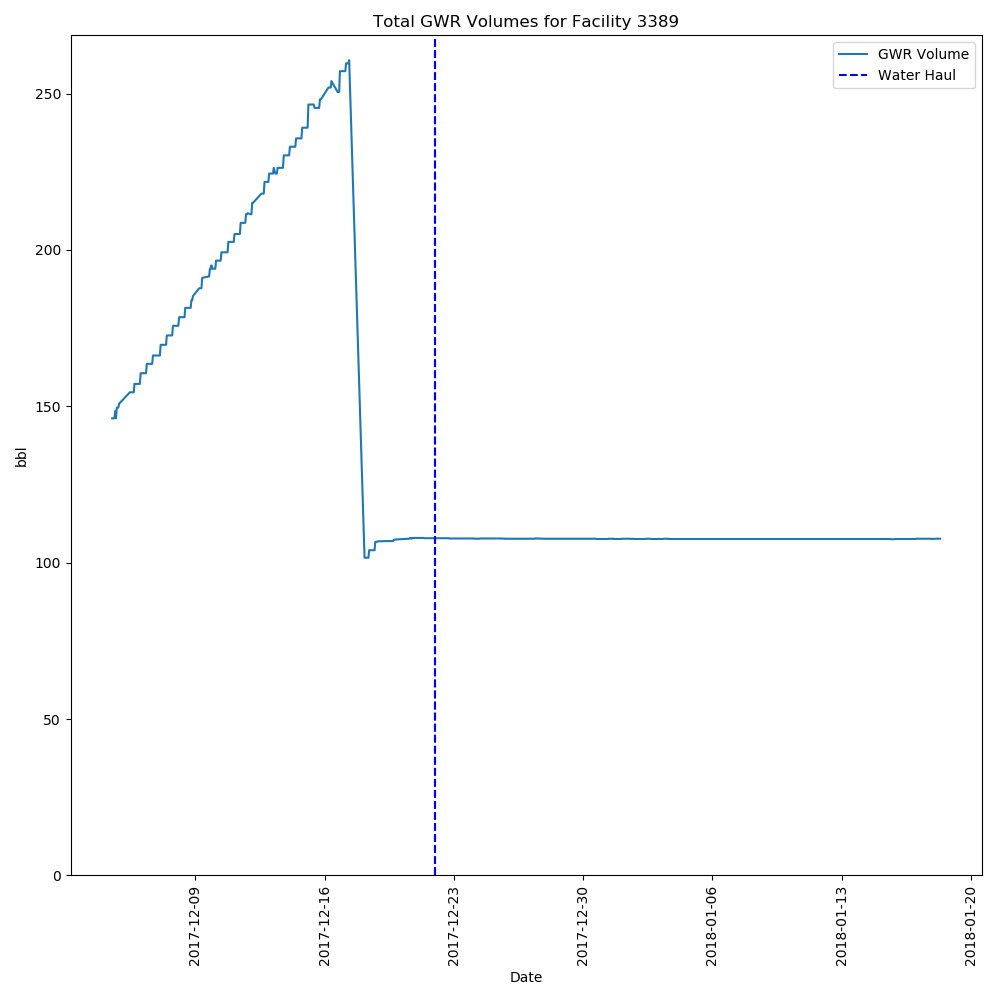 Total GWR Volumes for Facility 3389
GWR Volume
Water Haul
250
200
150
100
50
0
bbl
2017-12-09
2017-12-16
2017-12-23
2017-12-30
2018-01-06
2018-01-13
2018-01-20
Date